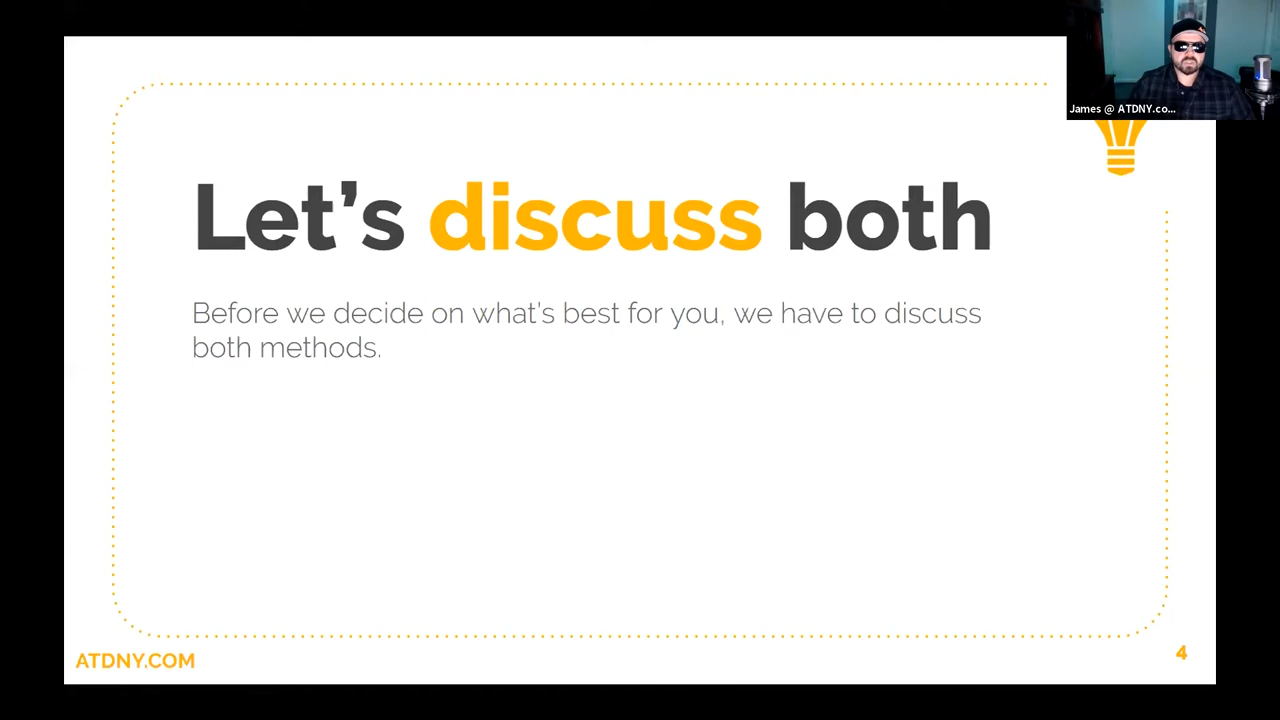 James @ ATDNY.co...
Let's discuss both
Before we decide on what's best for you, we have to discuss
both methods.
ATDNY.COM
4